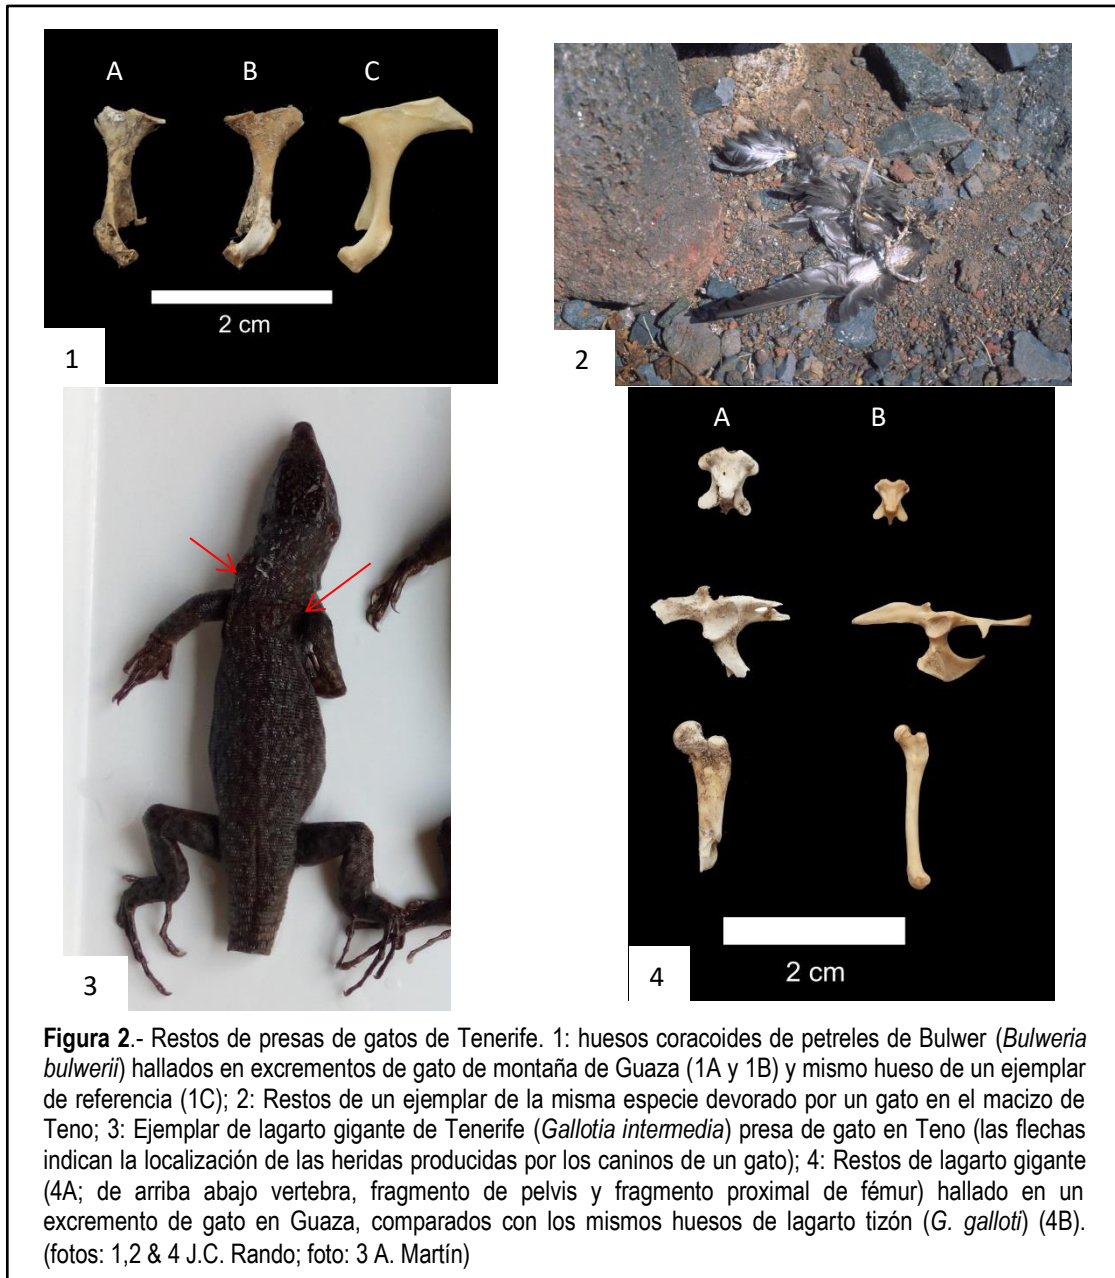 A B C
2 cm
1
2
3
A B
2 cm
4
Figura 2.- Restos de presas de gatos de Tenerife. 1: huesos coracoides de petreles de Bulwer (Bulweria
bulwerii) hallados en excrementos de gato de montaña de Guaza (1A y 1B) y mismo hueso de un ejemplar
de referencia (1C); 2: Restos de un ejemplar de la misma especie devorado por un gato en el macizo de
Teno; 3: Ejemplar de lagarto gigante de Tenerife (Gallotia intermedia) presa de gato en Teno (las flechas
indican la localización de las heridas producidas por los caninos de un gato); 4: Restos de lagarto gigante
(4A; de arriba abajo vertebra, fragmento de pelvis y fragmento proximal de fémur) hallado en un
excremento de gato en Guaza, comparados con los mismos huesos de lagarto tizón (G. galloti) (4B).
(fotos: 1,2 & 4 J.C. Rando; foto: 3 A. Martín)